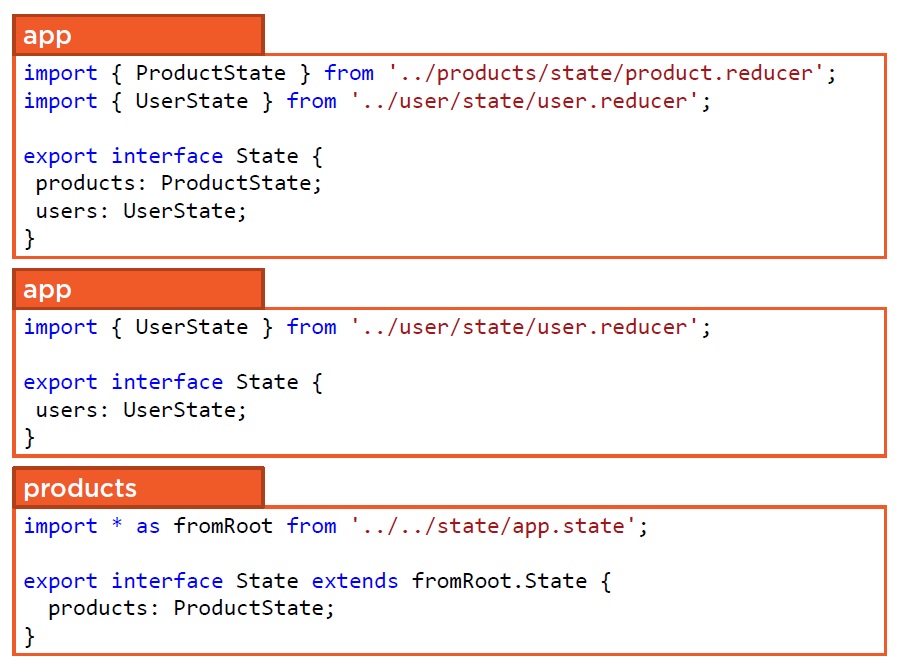 app
import { ProductState } from '../products/state/product.reducer';
import { UserState } from '../user/state/user.reducer';
export interface State {
products: ProductState;
users: UserState;
}
app
import { UserState } from '../user/state/user.reducer';
export interface State {
users: UserState;
}
products
import * as fromRoot from '../../state/app.state';
export interface State extends fromRoot.State {
products: ProductState;
}